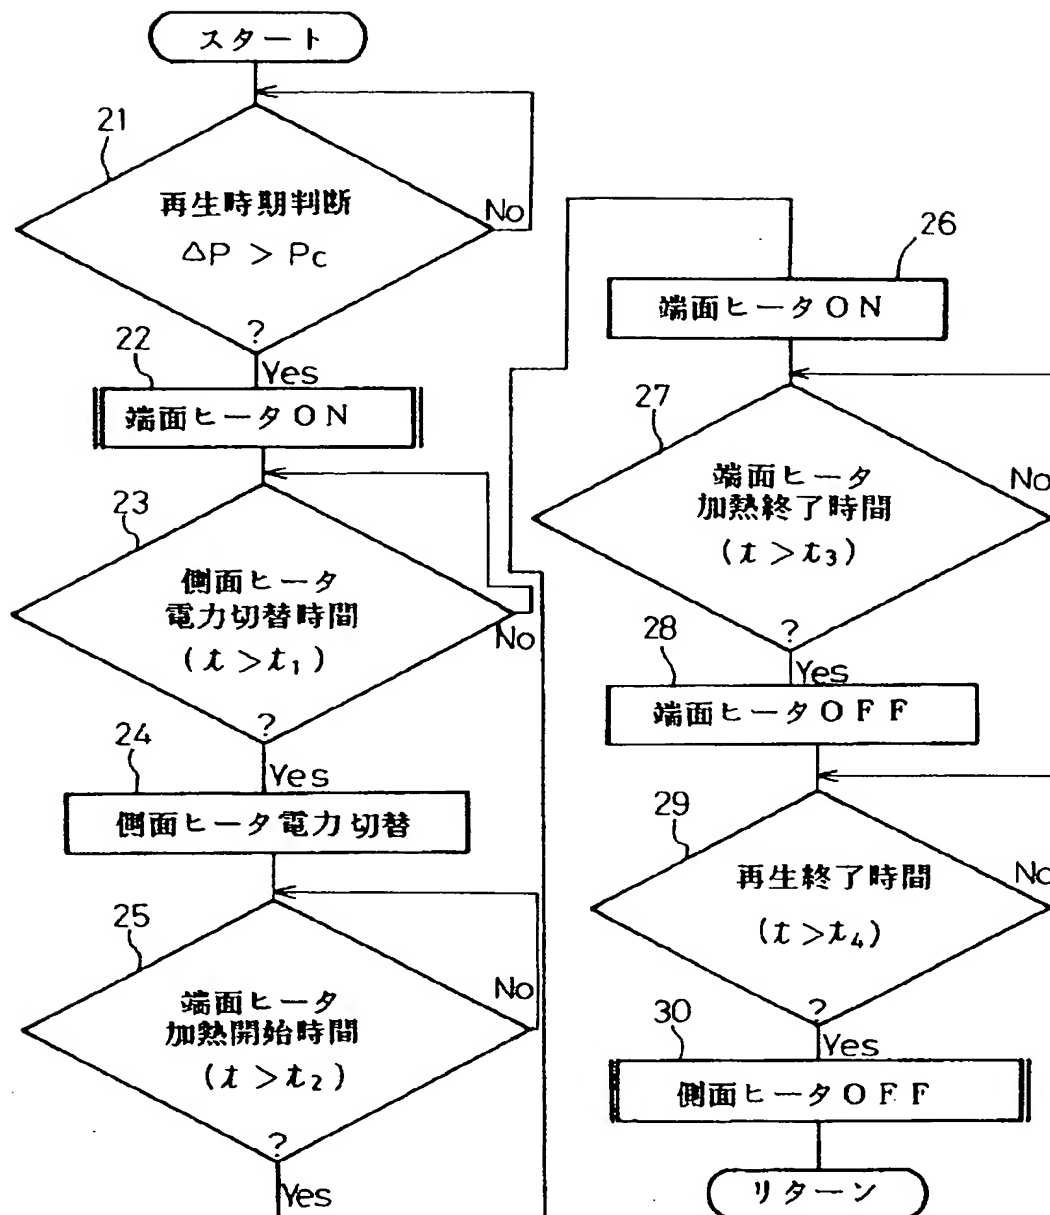 スタート
21
再生時期判断
△P > Pc
?
No
Yes
22
端面ヒータON
23
側面ヒータ
電力切替時間
(t>t₁)
?
No
Yes
24
側面ヒータ電力切替
25
端面ヒータ
加熱開始時間
(t>t₂)
?
No
Yes
26
端面ヒータON
27
端面ヒータ
加熱終了時間
(t>t₃)
?
No
Yes
28
端面ヒータOFF
29
再生終了時間
(t>t₄)
?
No
Yes
30
側面ヒータOFF
リターン